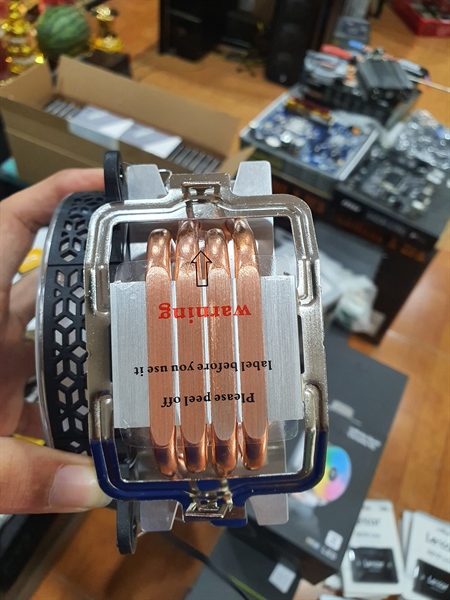 Please peel off
label before you use it
warning
Lexar
Lexar